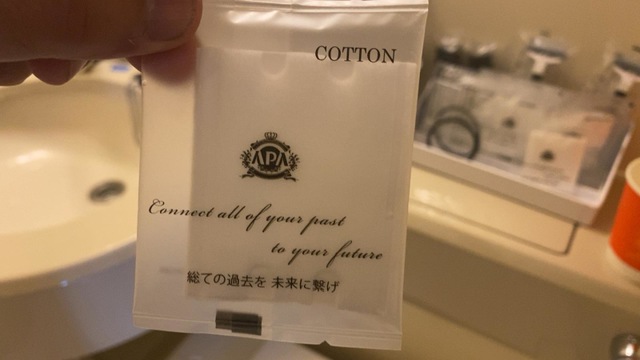 COTTON
APA
Connect all of your past
to your future
総ての過去を 未来に繋げ